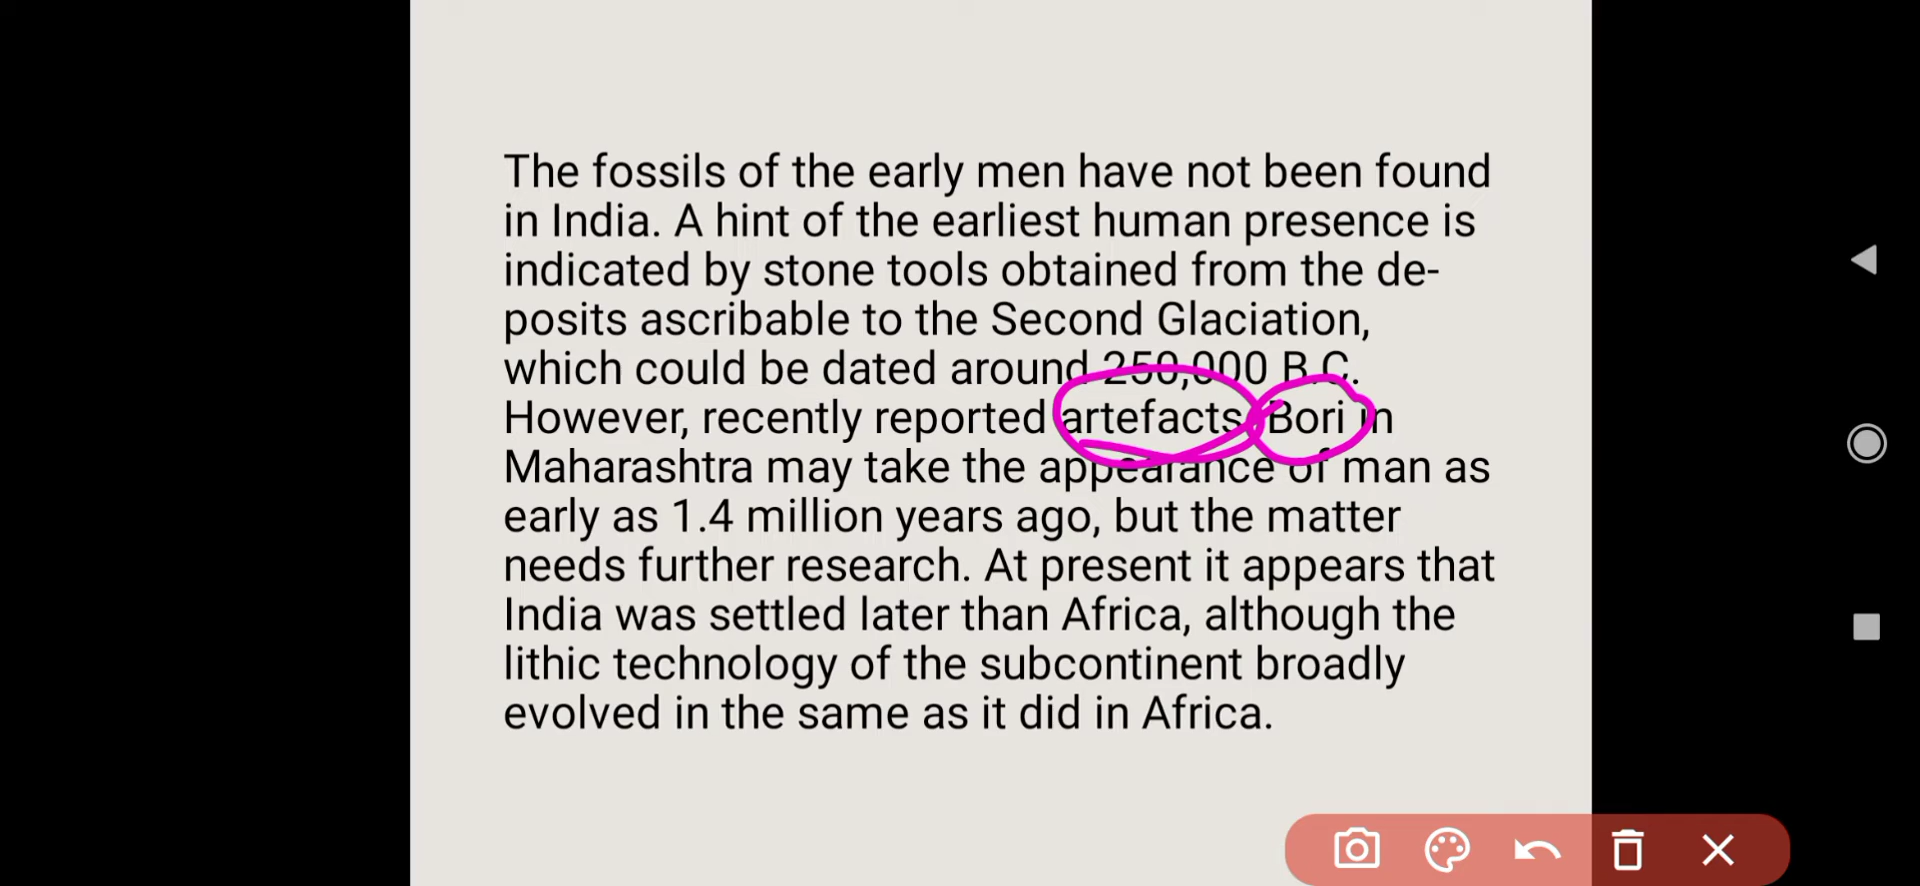 The fossils of the early men have not been found
in India. A hint of the earliest human presence is
indicated by stone tools obtained from the de-
posits ascribable to the Second Glaciation,
which could be dated around 250,000 B.C.
However, recently reported artefacts Bori in
Maharashtra may take the appearance of man as
early as 1.4 million years ago, but the matter
needs further research. At present it appears that
India was settled later than Africa, although the
lithic technology of the subcontinent broadly
evolved in the same as it did in Africa.